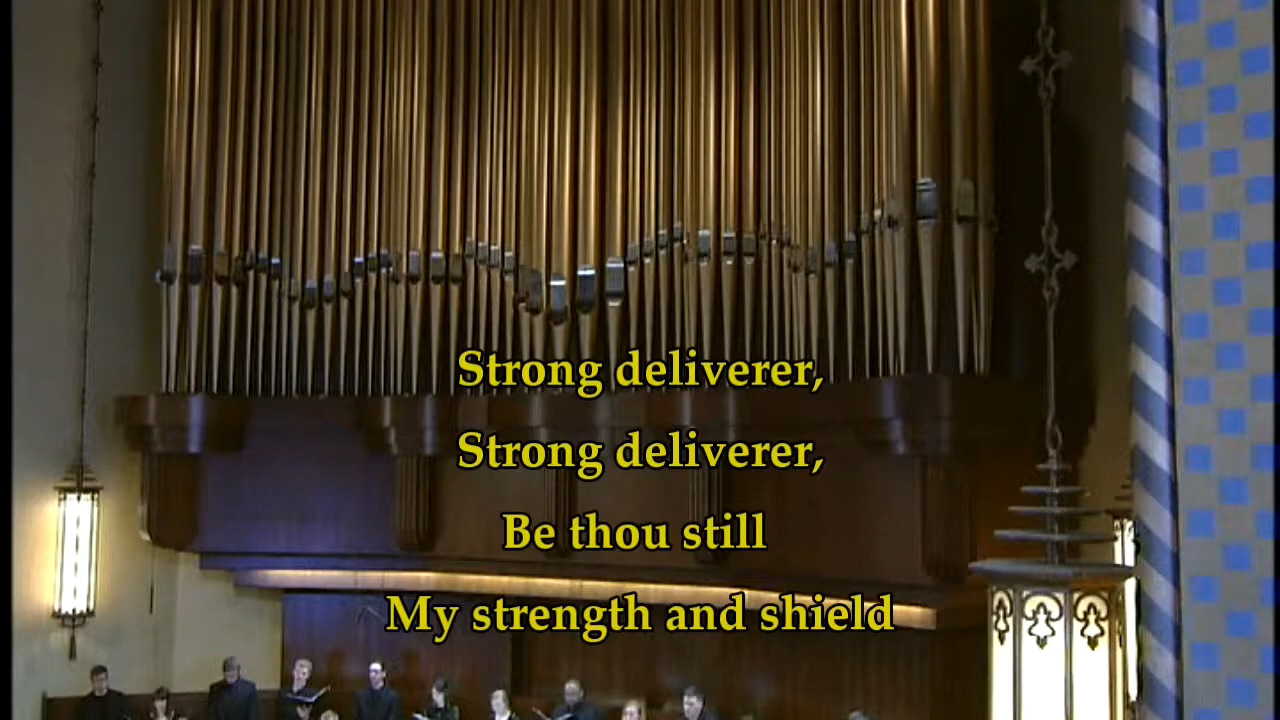 Strong deliverer,
Strong deliverer,
Be thou still
My strength and shield